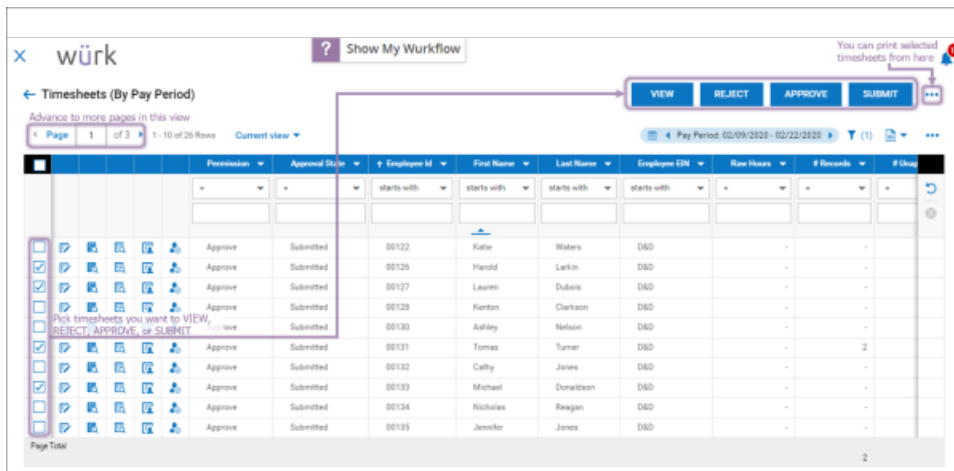 würk
? Show My Wurkflow
You can print selected
timesheets from here
← Timesheets (By Pay Period)
VIEW REJECT APPROVE SUBMIT
Advance to more pages in this view
Page 1 of 3 1 - 10 of 26 Rows Current view
Pay Period: 02/09/2020 - 02/22/2020 (1)
Permission Approval State ↑ Employee Id First Name Last Name Employee EIN Raw Hours # Records # Unap
= = starts with starts with starts with starts with = = =
Approve Submitted 00122 Katie Waters D&D - -
Approve Submitted 00126 Harold Larkin D&D - -
Approve Submitted 00127 Lauren Dubois D&D - -
Approve Submitted 00128 Kenton Clarkson D&D - -
Pick timesheets you want to VIEW,
REJECT, APPROVE, or SUBMIT
Submitted 00130 Ashley Nelson D&D - -
Approve Submitted 00131 Tomas Turner D&D - 2
Approve Submitted 00132 Cathy Jones D&D - -
Approve Submitted 00133 Michael Donaldson D&D - -
Approve Submitted 00134 Nicholas Reagan D&D - -
Approve Submitted 00135 Jennifer Jones D&D - -
Page Total
2